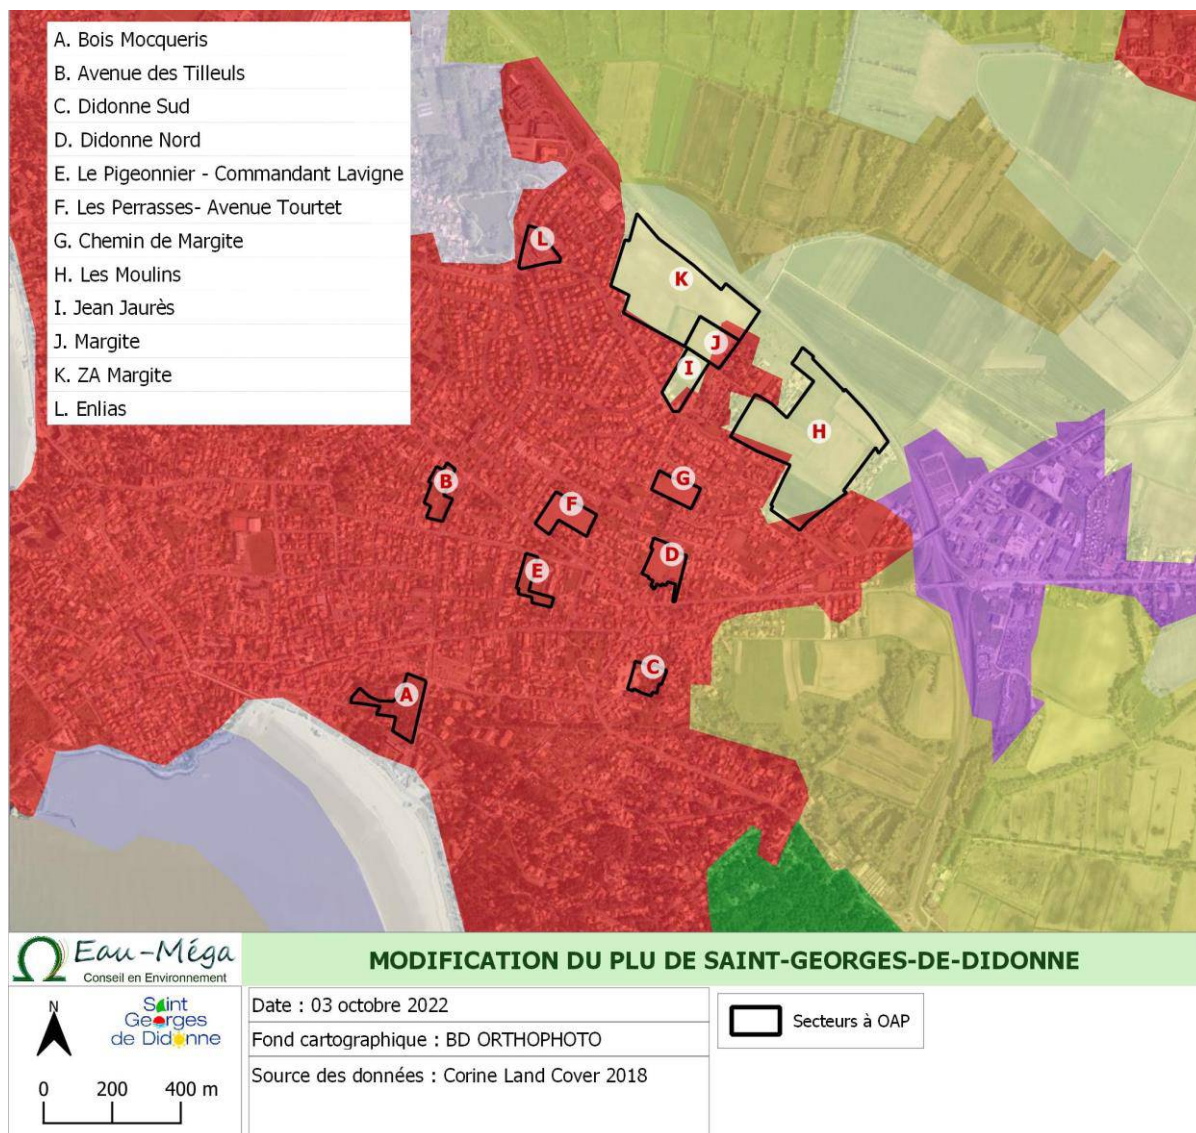 A. Bois Mocqueris
B. Avenue des Tilleuls
C. Didonne Sud
D. Didonne Nord
E. Le Pigeonnier - Commandant Lavigne
F. Les Perrasses- Avenue Tourtet
G. Chemin de Margite
H. Les Moulins
I. Jean Jaurès
J. Margite
K. ZA Margite
L. Enlias
L
K
J
I
H
B
G
F
D
E
C
A
Eau-Méga
Conseil en Environnement
MODIFICATION DU PLU DE SAINT-GEORGES-DE-DIDONNE
N
Saint
Georges
de Didonne
0 200 400 m
Date : 03 octobre 2022
Fond cartographique : BD ORTHOPHOTO
Source des données : Corine Land Cover 2018
Secteurs à OAP